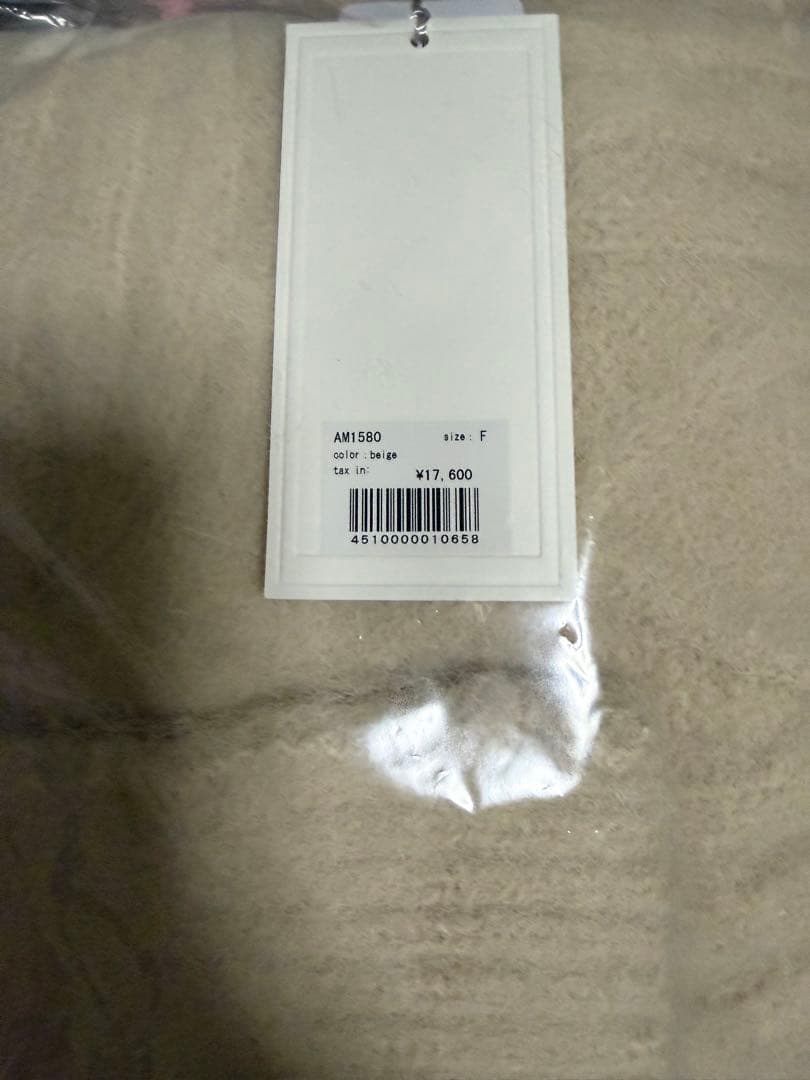 AM1580 size: F
color:beige
tax in: ¥17,600
4510000010658